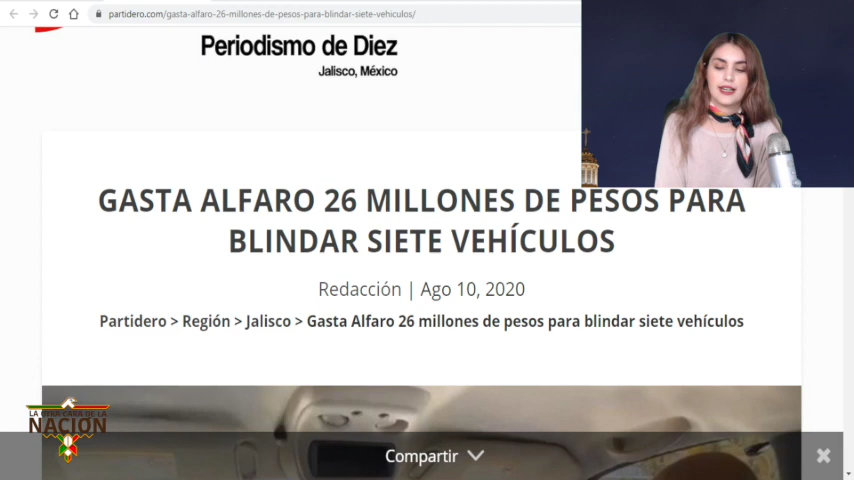 partidero.com/gasta-alfaro-26-millones-de-pesos-para-blindar-siete-vehiculos/
Periodismo de Diez
Jalisco, México
GASTA ALFARO 26 MILLONES DE PESOS PARA
BLINDAR SIETE VEHÍCULOS
Redacción | Ago 10, 2020
Partidero > Región > Jalisco > Gasta Alfaro 26 millones de pesos para blindar siete vehículos
LA OTRA CARA DE LA
NACIÓN
Compartir